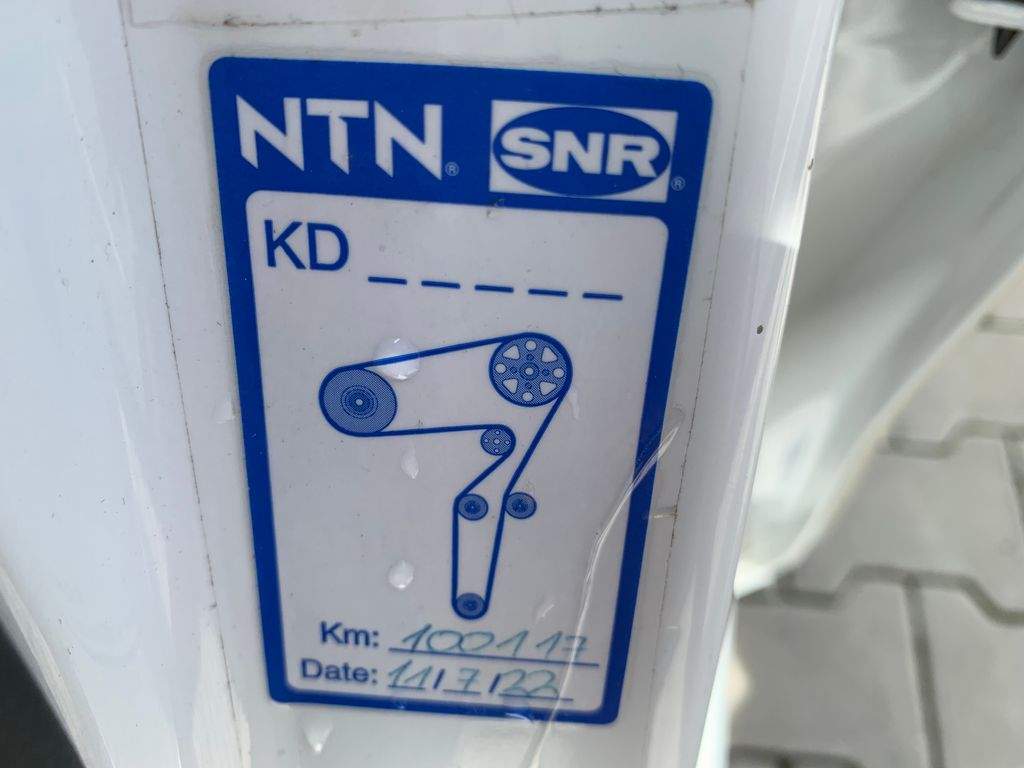 NTN® SNR®
KD _ _ _ _ _
Km: 100117
Date: 11/7/22